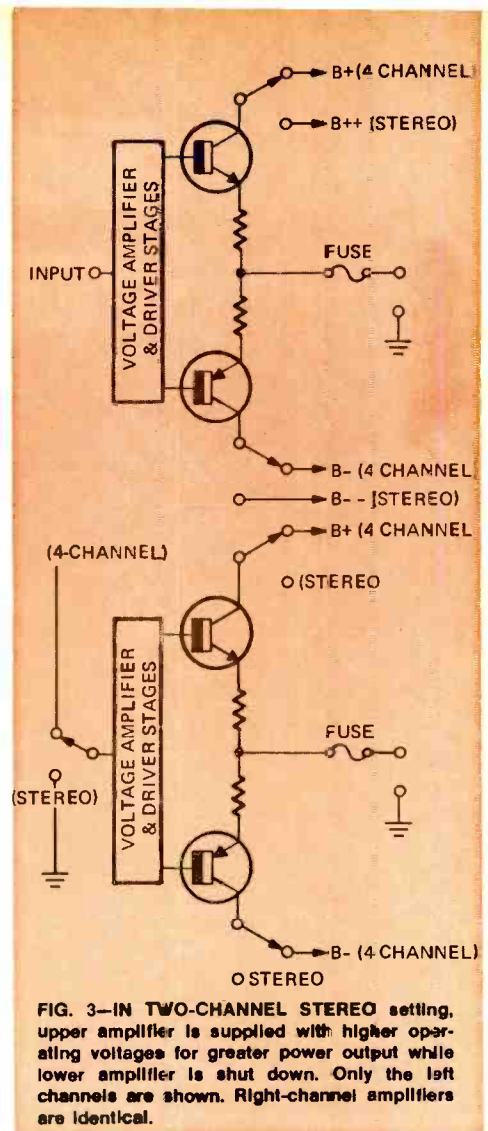 B+(4 CHANNEL
B++ (STEREO)
VOLTAGE AMPLIFIER
& DRIVER STAGES
INPUT
FUSE
B- (4 CHANNEL
B-- [STEREO)
B+ (4 CHANNEL
(4-CHANNEL)
(STEREO
VOLTAGE AMPLIFIER
& DRIVER STAGES
FUSE
(STEREO)
B- (4-CHANNEL)
STEREO
FIG. 3—IN TWO-CHANNEL STEREO setting,
upper amplifier is supplied with higher oper-
ating voltages for greater power output while
lower amplifier is shut down. Only the left
channels are shown. Right-channel amplifiers
are identical.